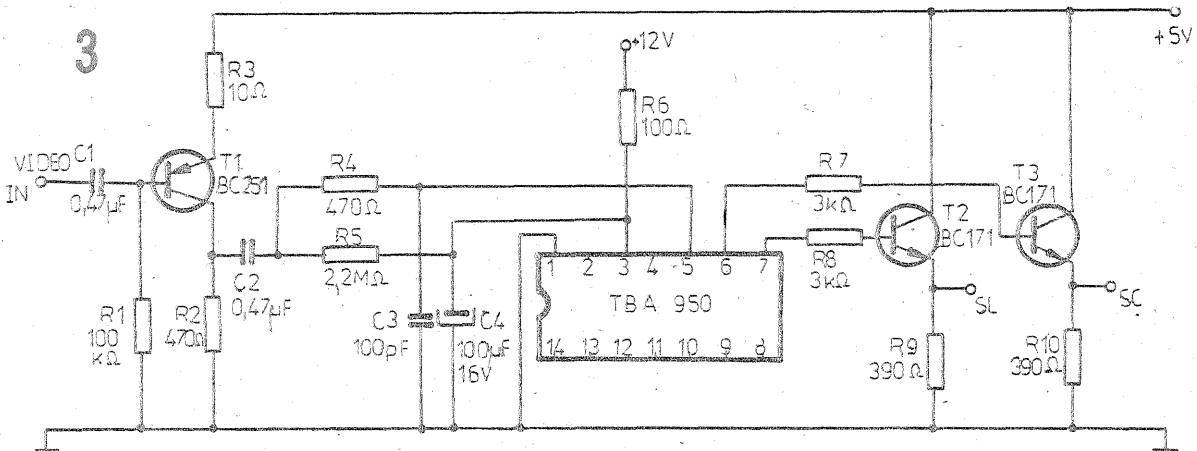 3
+5V
+12V
R3
10Ω
R6
100Ω
VIDEO
IN
C1
0,47µF
T1
BC251
R4
470Ω
R7
3kΩ
T3
BC171
T2
BC171
R5
2,2MΩ
R8
3kΩ
C2
0,47µF
1 2 3 4 5 6 7
TBA 950
14 13 12 11 10 9 8
SL
SC
R1
100
kΩ
R2
470Ω
C3
100pF
C4
100µF
16V
R9
390Ω
R10
390Ω